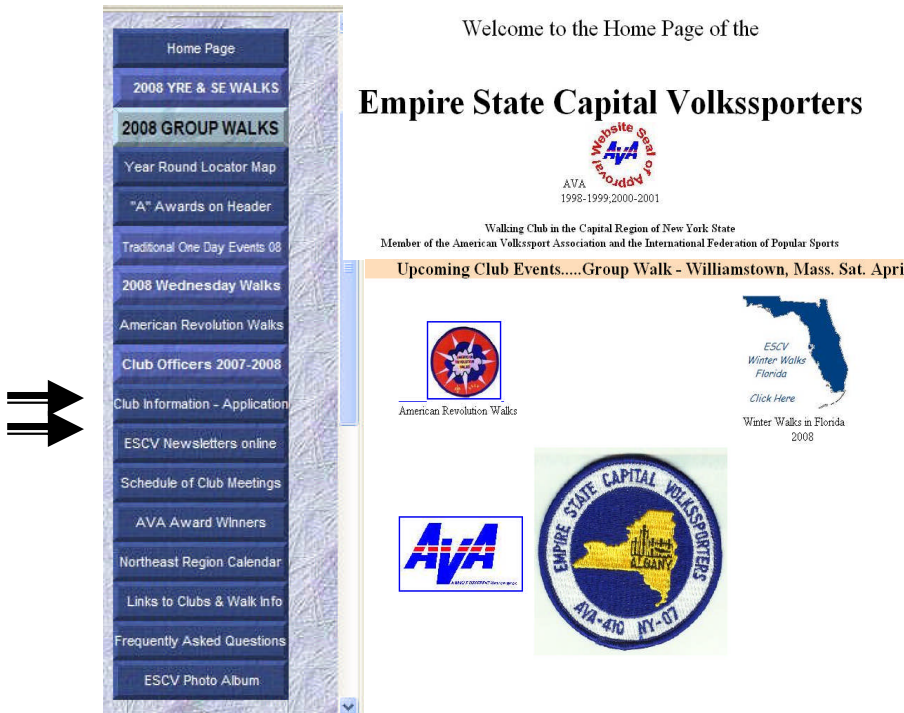 Home Page
2008 YRE & SE WALKS
2008 GROUP WALKS
Year Round Locator Map
"A" Awards on Header
Traditional One Day Events 08
2008 Wednesday Walks
American Revolution Walks
Club Officers 2007-2008
Club Information - Application
ESCV Newsletters online
Schedule of Club Meetings
AVA Award WInners
Northeast Region Calendar
Links to Clubs & Walk Info
Frequently Asked Questions
ESCV Photo Album
Welcome to the Home Page of the
Empire State Capital Volkssporters
Website Seal of Approval
AVA
AVA
1998-1999;2000-2001
Walking Club in the Capital Region of New York State
Member of the American Volkssport Association and the International Federation of Popular Sports
Upcoming Club Events.....Group Walk - Williamstown, Mass. Sat. Apri
American Revolution Walks
ESCV
Winter Walks
Florida
Click Here
Winter Walks in Florida
2008
AVA
EMPIRE STATE CAPITAL VOLKSSPORTERS
ALBANY
AVA-410 NY-07